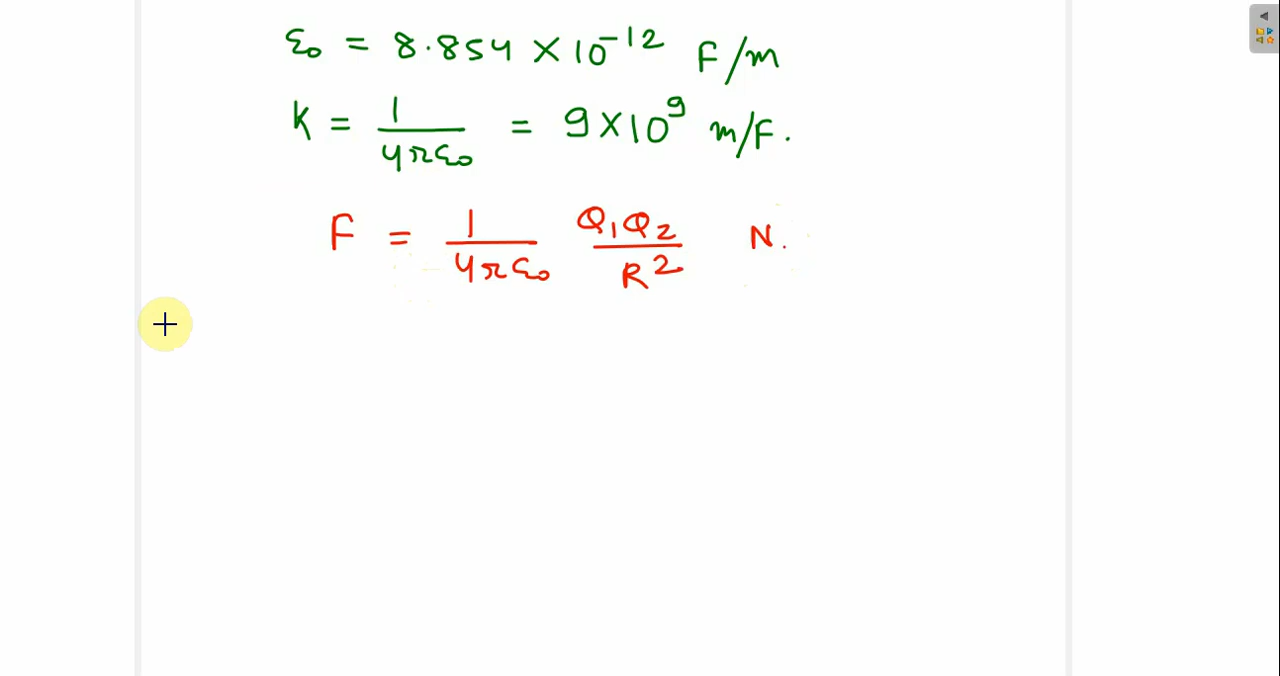 ε₀ = 8.854 × 10⁻¹² F/m
K = 1/4πε₀ = 9×10⁹ m/F.
F = 1/4πε₀ Q₁Q₂/R² N.